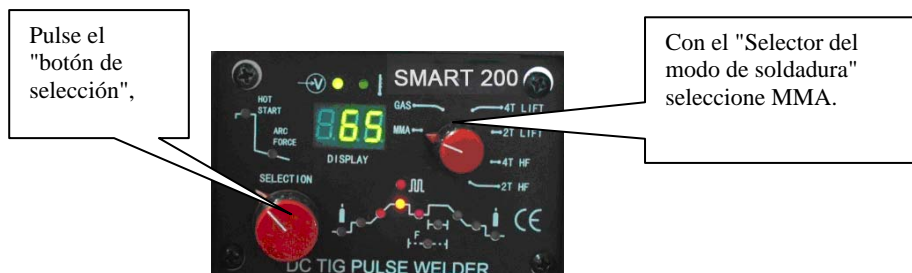 Pulse el
"botón de
selección",
Con el "Selector del
modo de soldadura"
seleccione MMA.
SMART 200
V
HOT
START
ARC
FORCE
65
DISPLAY
GAS
MMA
4T LIFT
2T LIFT
4T HF
2T HF
SELECTION
F
CE
DC TIG PULSE WELDER